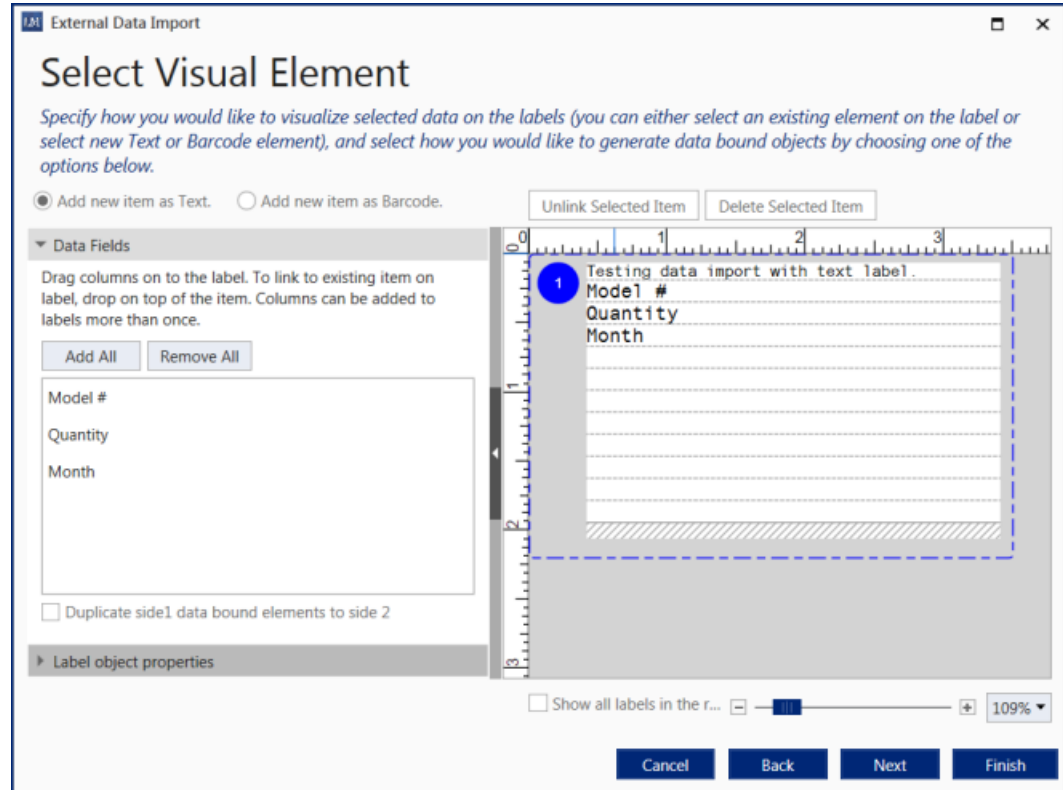 LM External Data Import
Select Visual Element
Specify how you would like to visualize selected data on the labels (you can either select an existing element on the label or
select new Text or Barcode element), and select how you would like to generate data bound objects by choosing one of the
options below.
Add new item as Text. Add new item as Barcode.
Unlink Selected Item Delete Selected Item
Data Fields
Drag columns on to the label. To link to existing item on
label, drop on top of the item. Columns can be added to
labels more than once.
Add All Remove All
Model #
Quantity
Month
Duplicate side1 data bound elements to side 2
Label object properties
0 1 2 3
0
1
2
3
1
Testing data import with text label.
Model #
Quantity
Month
Show all labels in the r...
109%
Cancel Back Next Finish